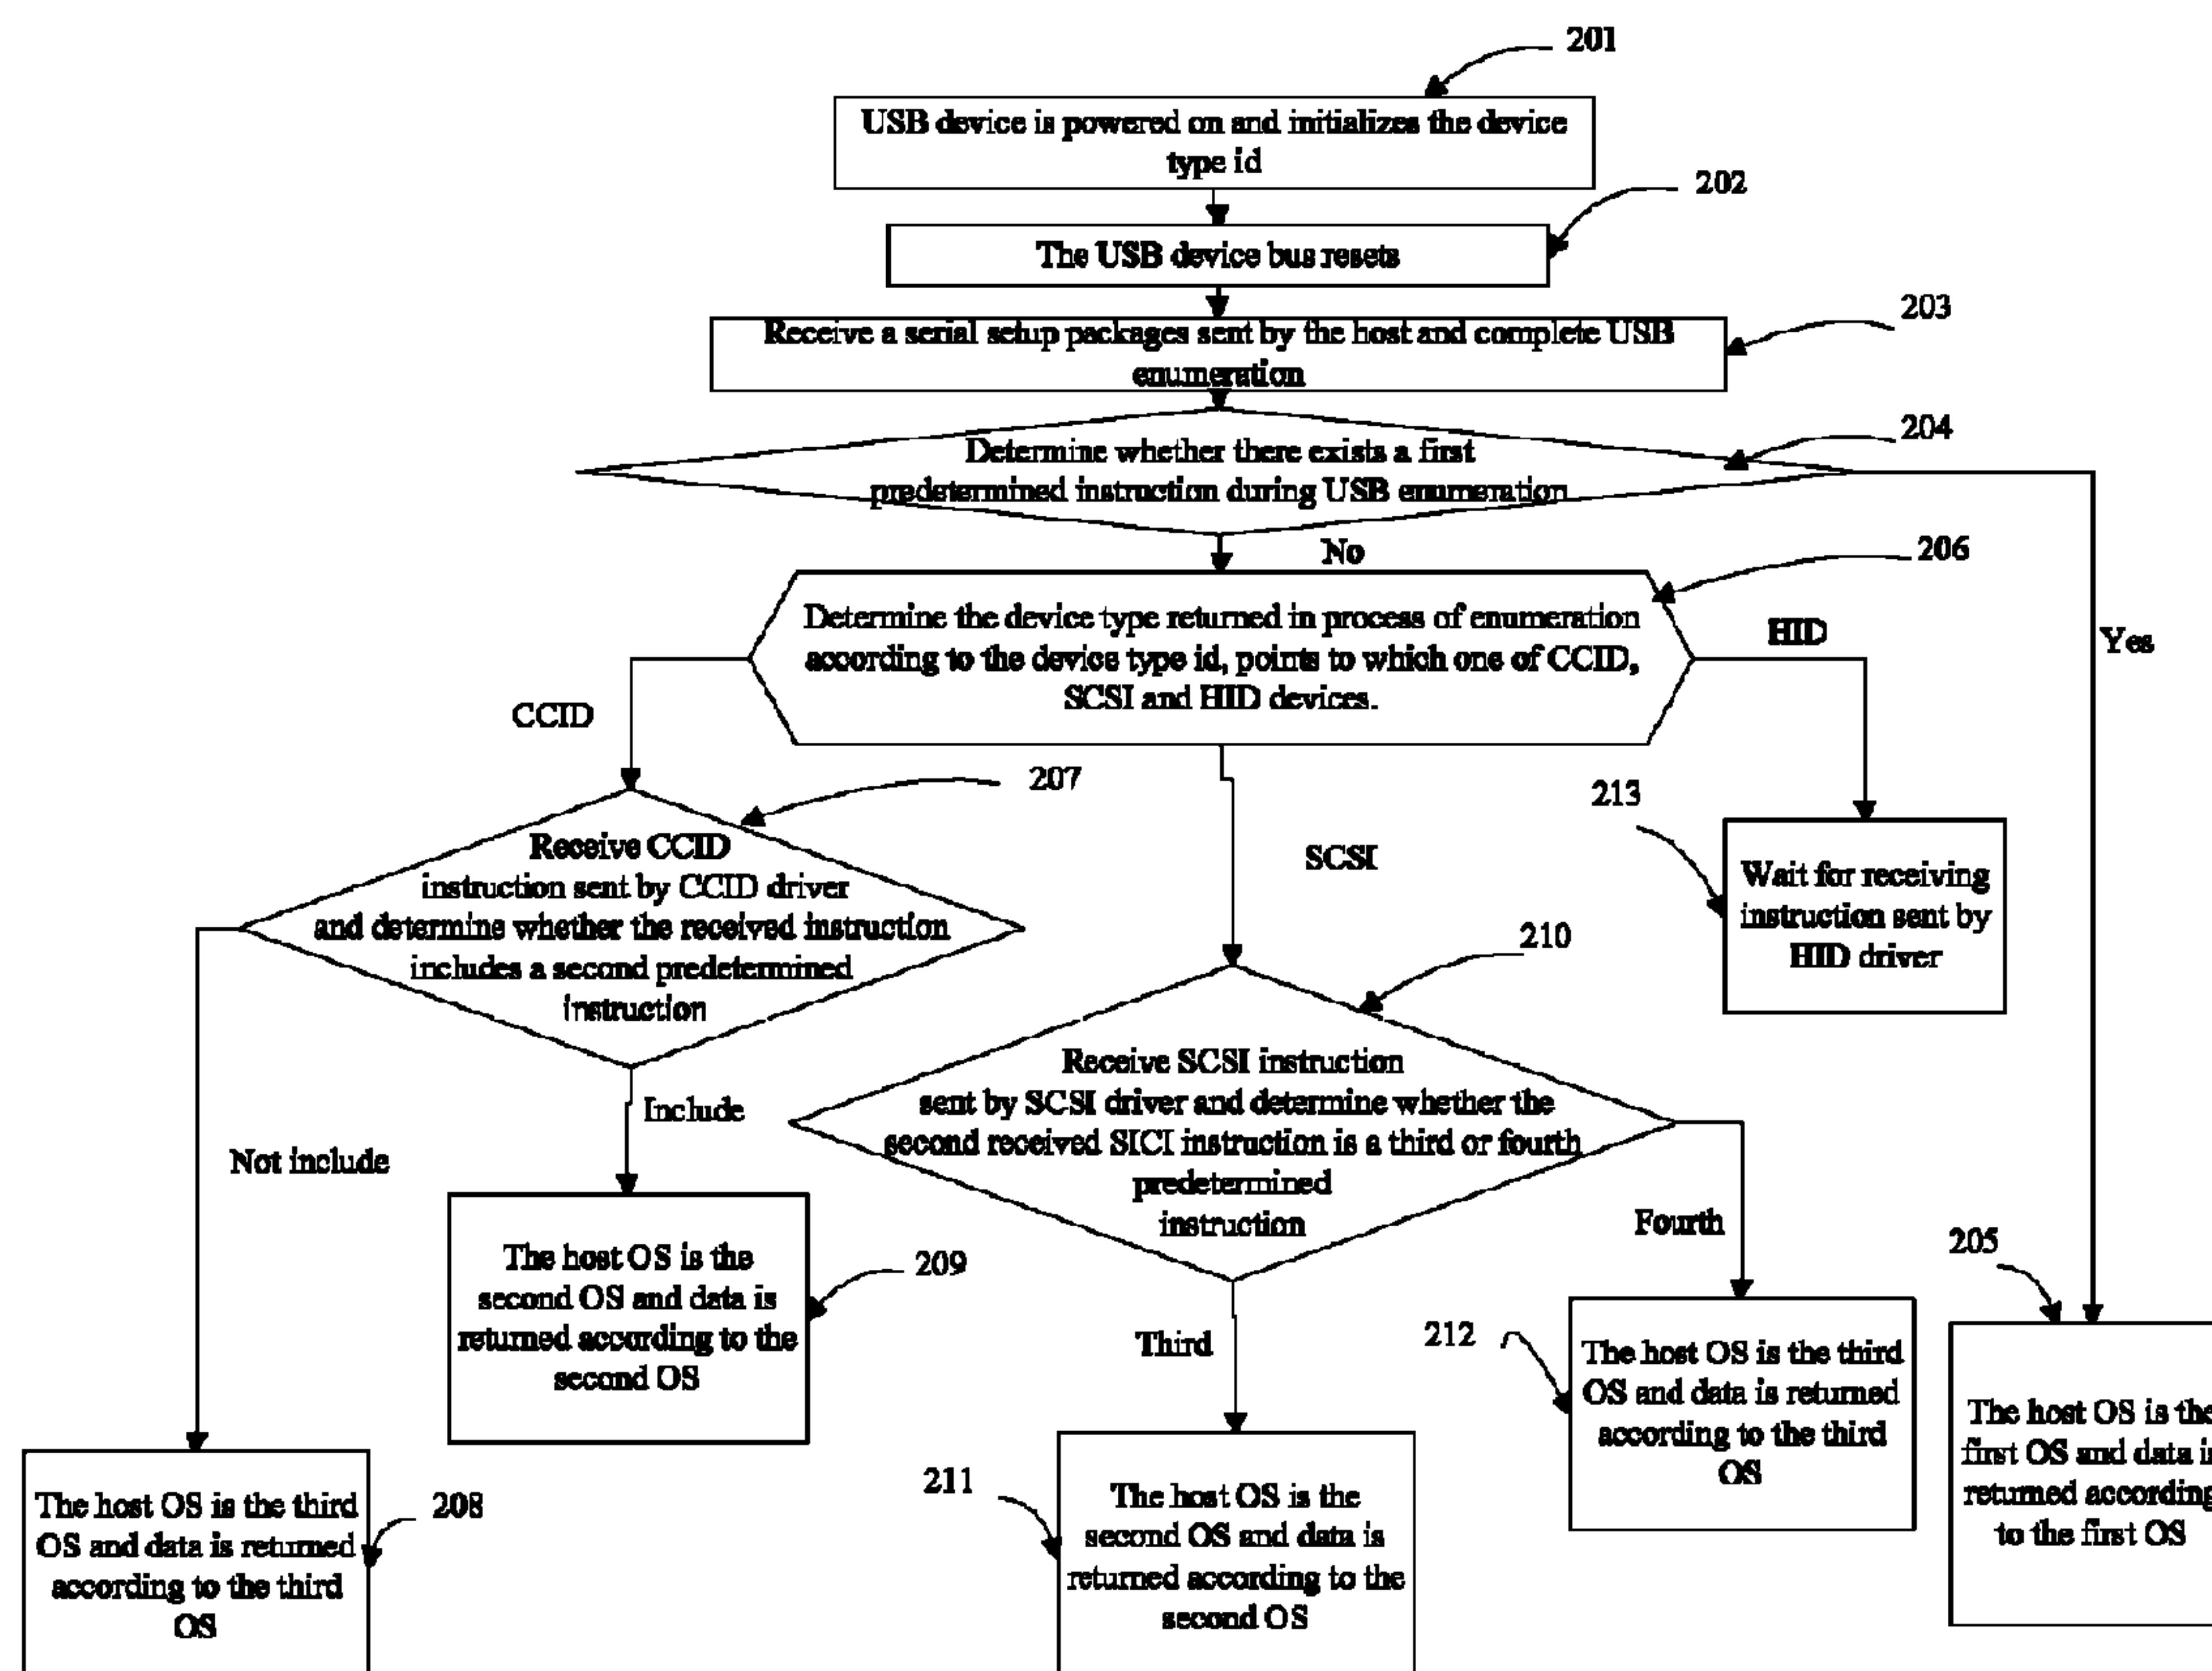 201
USB device is powered on and initializes the device
type id
202
The USB device bus resets
203
Receive a serial setup packages sent by the host and complete USB
enumeration
204
Determine whether there exists a first
predetermined instruction during USB enumeration
No
Yes
206
Determine the device type returned in process of enumeration
according to the device type id, points to which one of CCID,
SCSI and HID devices.
HID
CCID
SCSI
207
Receive CCID
instruction sent by CCID driver
and determine whether the received instruction
includes a second predetermined
instruction
213
Wait for receiving
instruction sent by
HID driver
210
Receive SCSI instruction
sent by SCSI driver and determine whether the
second received SICI instruction is a third or fourth
predetermined
instruction
Include
Not include
Fourth
Third
209
The host OS is the
second OS and data is
returned according to the
second OS
212
The host OS is the third
OS and data is returned
according to the third
OS
205
The host OS is the
first OS and data is
returned according
to the first OS
208
The host OS is the third
OS and data is returned
according to the third
OS
211
The host OS is the
second OS and data is
returned according to the
second OS